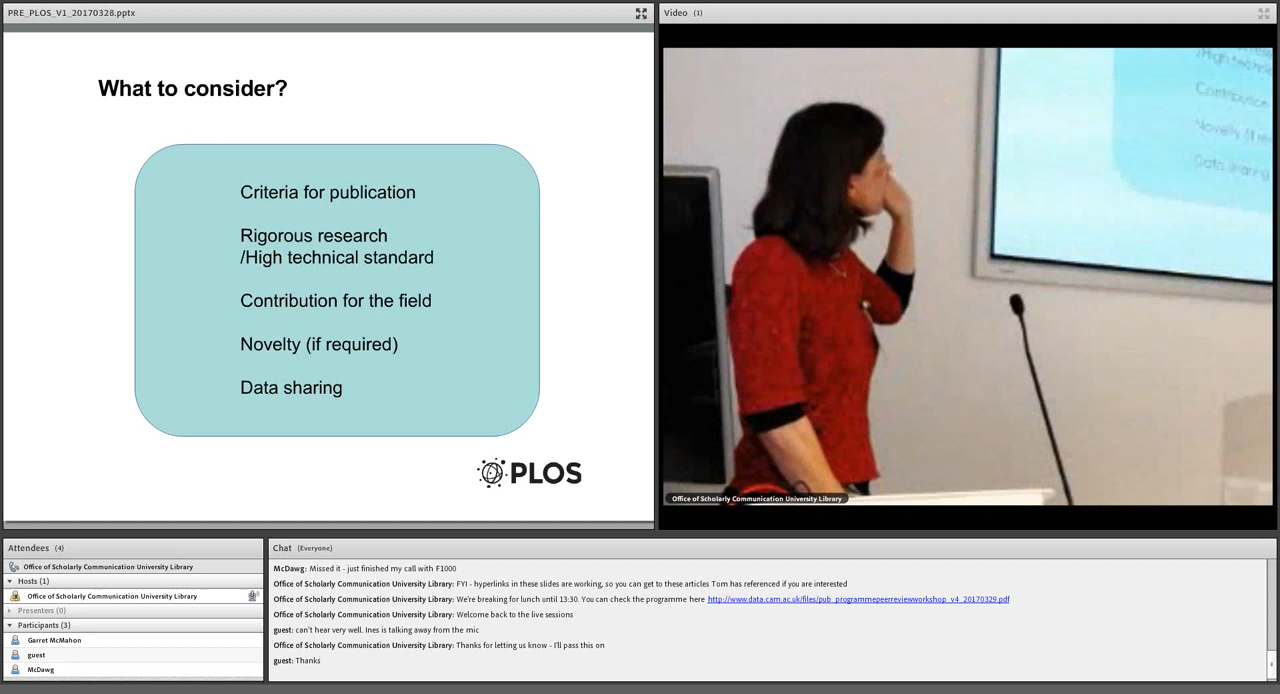 PRE_PLOS_V1_20170328.pptx
What to consider?
Criteria for publication
Rigorous research
/High technical standard
Contribution for the field
Novelty (if required)
Data sharing
PLOS
Video (1)
/High
Contribution
Novelty (if
Data sharing
Office of Scholarly Communication University Library
Attendees (4)
Office of Scholarly Communication University Library
Hosts (1)
Office of Scholarly Communication University Library
Presenters (0)
Participants (3)
Garret McMahon
guest
McDawg
Chat (Everyone)
McDawg: Missed it - just finished my call with F1000
Office of Scholarly Communication University Library: FYI - hyperlinks in these slides are working, so you can get to these articles Tom has referenced if you are interested
Office of Scholarly Communication University Library: We're breaking for lunch until 13:30. You can check the programme here http://www.data.cam.ac.uk/files/pub_programmepeerreviewworkshop_v4_20170329.pdf
Office of Scholarly Communication University Library: Welcome back to the live sessions
guest: can't hear very well. Ines is talking away from the mic
Office of Scholarly Communication University Library: Thanks for letting us know - I'll pass this on
guest: Thanks